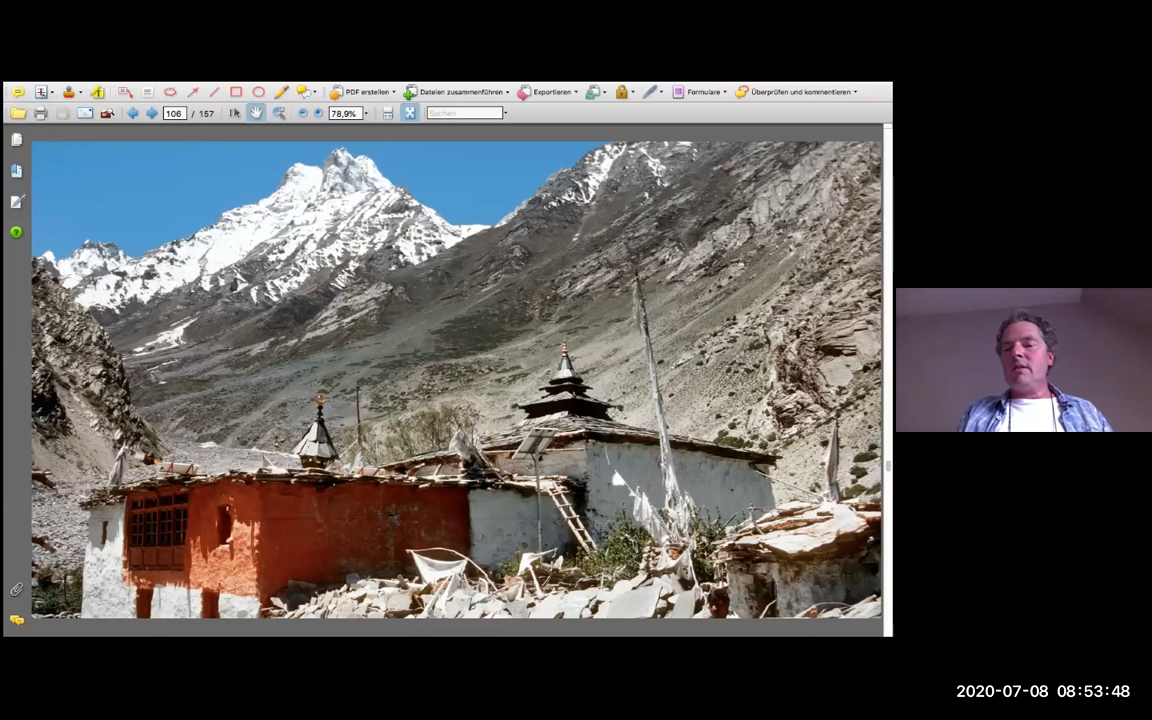 PDF erstellen Dateien zusammenführen Exportieren Formulare Überprüfen und kommentieren
106 / 157 78,9% Suchen
2020-07-08 08:53:48